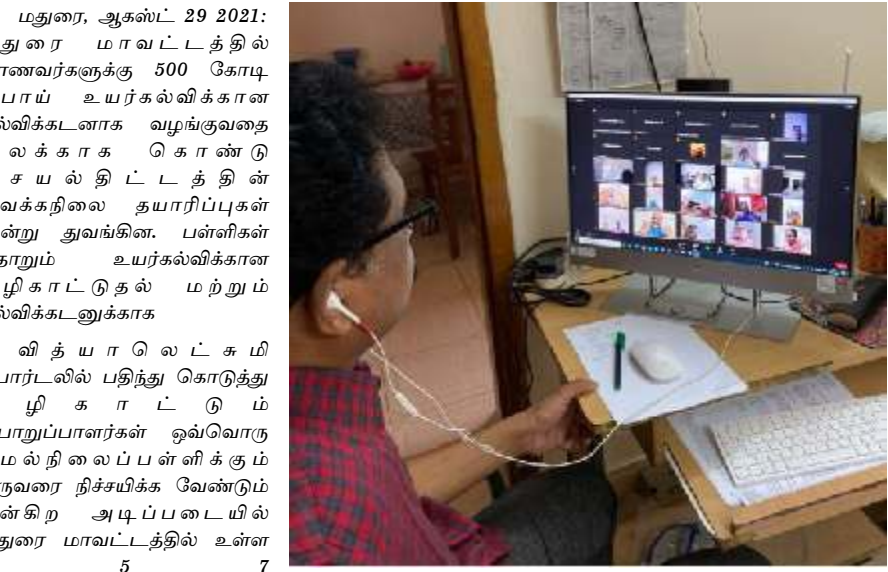 மதுரை, ஆகஸ்ட் 29 2021:
துரை மாவட்டத்தில்
ாணவர்களுக்கு 500 கோடி
பாய் உயர்கல்விக்கான
ல்விக்கடனாக வழங்குவதை
லக்காக கொண்டு
செயல்திட்டத்தின்
வக்கநிலை தயாரிப்புகள்
ன்று துவங்கின. பள்ளிகள்
தாறும் உயர்கல்விக்கான
ழிகாட்டுதல் மற்றும்
ல்விக்கடனுக்காக
வித்யாலெட்சுமி
பார்டலில் பதிந்து கொடுத்து
ழிகாட்டும்
பாறுப்பாளர்கள் ஒவ்வொரு
மல்நிலைப்பள்ளிக்கும்
ருவரை நிச்சயிக்க வேண்டும்
ன்கிற அடிப்படையில்
துரை மாவட்டத்தில் உள்ள
5 7